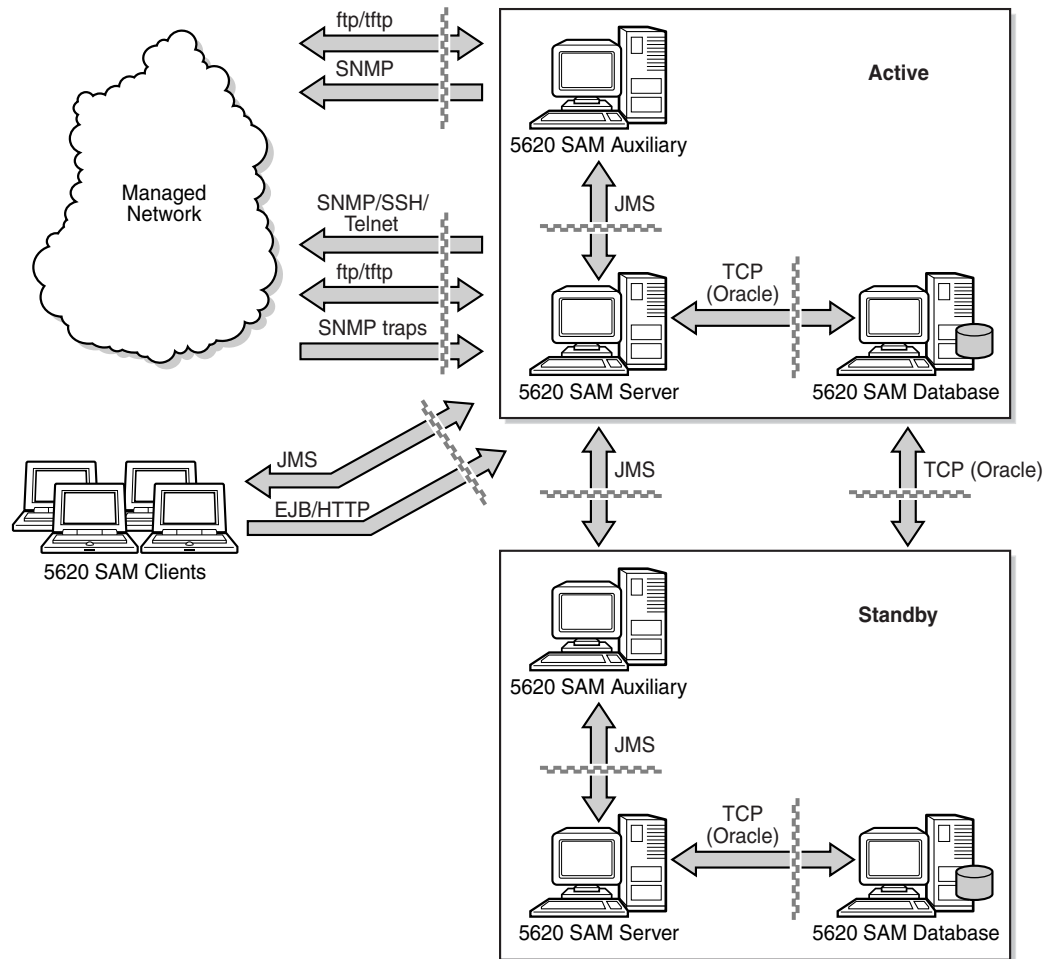 ftp/tftp
SNMP
Active
5620 SAM Auxiliary
Managed
Network
SNMP/SSH/
Telnet
JMS
ftp/tftp
TCP
(Oracle)
SNMP traps
5620 SAM Server
5620 SAM Database
JMS
EJB/HTTP
5620 SAM Clients
JMS
TCP (Oracle)
Standby
5620 SAM Auxiliary
JMS
TCP
(Oracle)
5620 SAM Server
5620 SAM Database